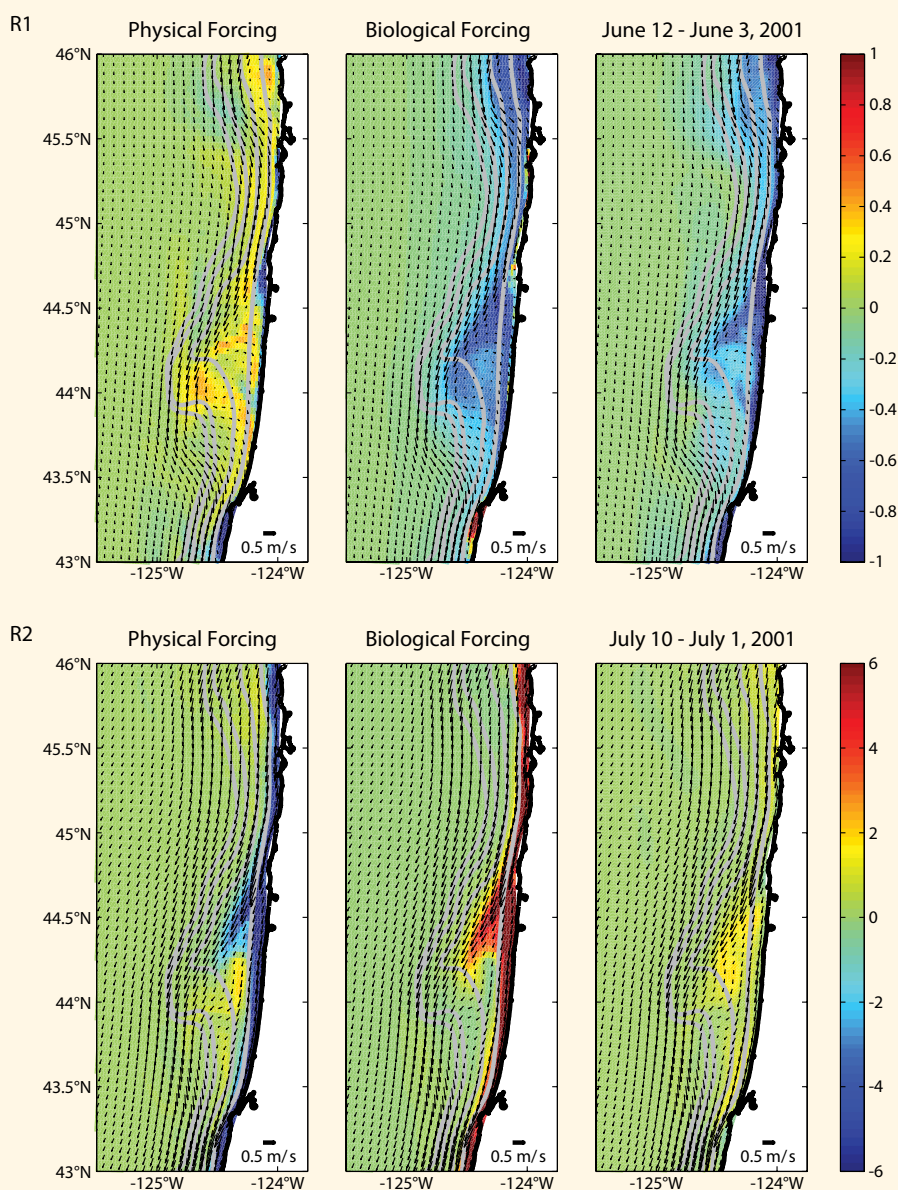 R1
Physical Forcing
Biological Forcing
June 12 - June 3, 2001
46°N
45.5°N
45°N
44.5°N
44°N
43.5°N
43°N
0.5 m/s
0.5 m/s
0.5 m/s
-125°W -124°W
-125°W -124°W
-125°W -124°W
1
0.8
0.6
0.4
0.2
0
-0.2
-0.4
-0.6
-0.8
-1
R2
Physical Forcing
Biological Forcing
July 10 - July 1, 2001
46°N
45.5°N
45°N
44.5°N
44°N
43.5°N
43°N
0.5 m/s
0.5 m/s
0.5 m/s
-125°W -124°W
-125°W -124°W
-125°W -124°W
6
4
2
0
-2
-4
-6